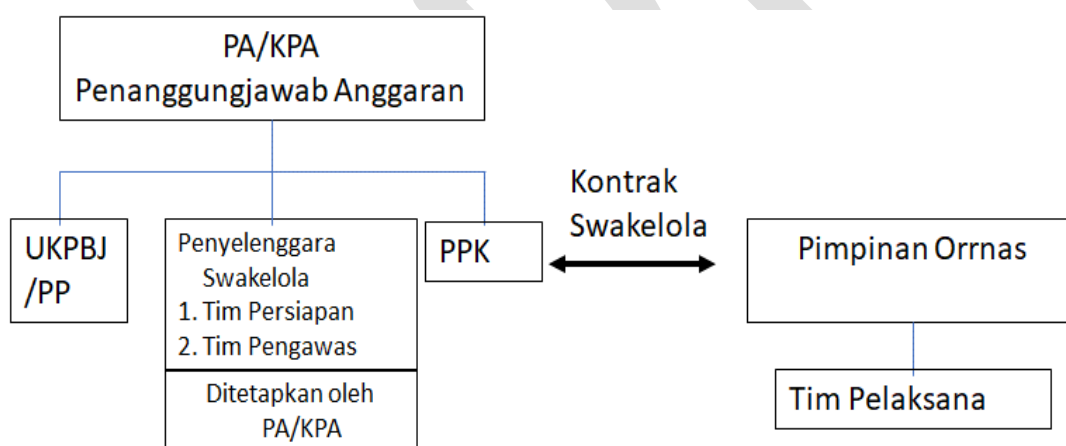 PA/KPA
Penanggungjawab Anggaran
UKPBJ
/PP
Penyelenggara
Swakelola
1. Tim Persiapan
2. Tim Pengawas
Ditetapkan oleh
PA/KPA
PPK
Kontrak
Swakelola
Pimpinan Orrnas
Tim Pelaksana